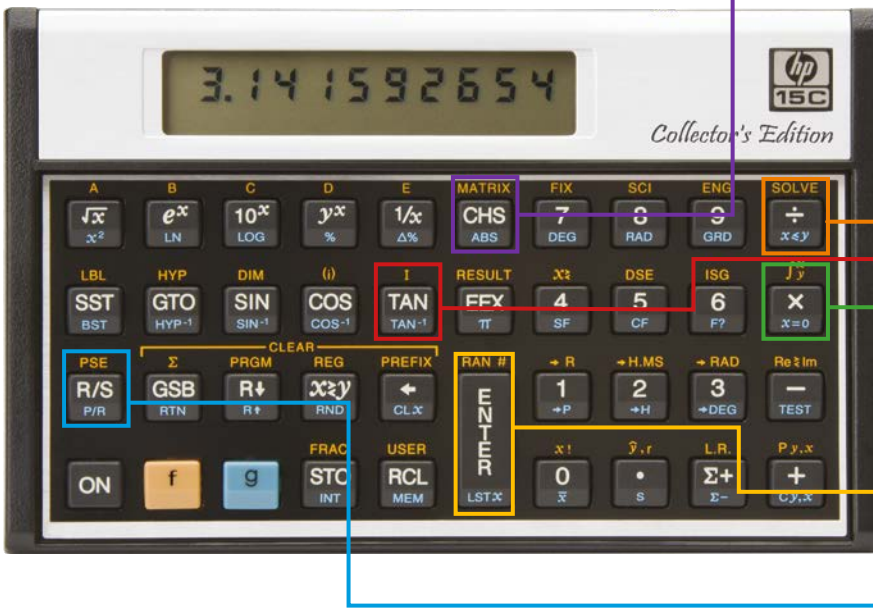 3.141592654
hp
15C
Collector's Edition
A B C D E MATRIX FIX SCI ENG SOLVE
√x eˣ 10ˣ yˣ 1/x CHS 7 8 9 ÷
x² LN LOG % Δ% ABS DEG RAD GRD x≤y
LBL HYP DIM (i) I RESULT x≷ DSE ISG ∫xy
SST GTO SIN COS TAN EEX 4 5 6 ×
BST HYP-1 SIN-1 COS-1 TAN-1 π SF CF F? x=0
CLEAR
PSE Σ PRGM REG PREFIX RAN # →R →H.MS →RAD Re≷Im
R/S GSB R↓ x≷y ← ENTER 1 2 3 −
P/R RTN R↑ RND CLx →P →H →DEG TEST
FRAC USER x! ŷ,r L.R. Py,x
ON f g STO RCL 0 • Σ+ +
INT MEM LSTx x̄ s Σ− Cy,x